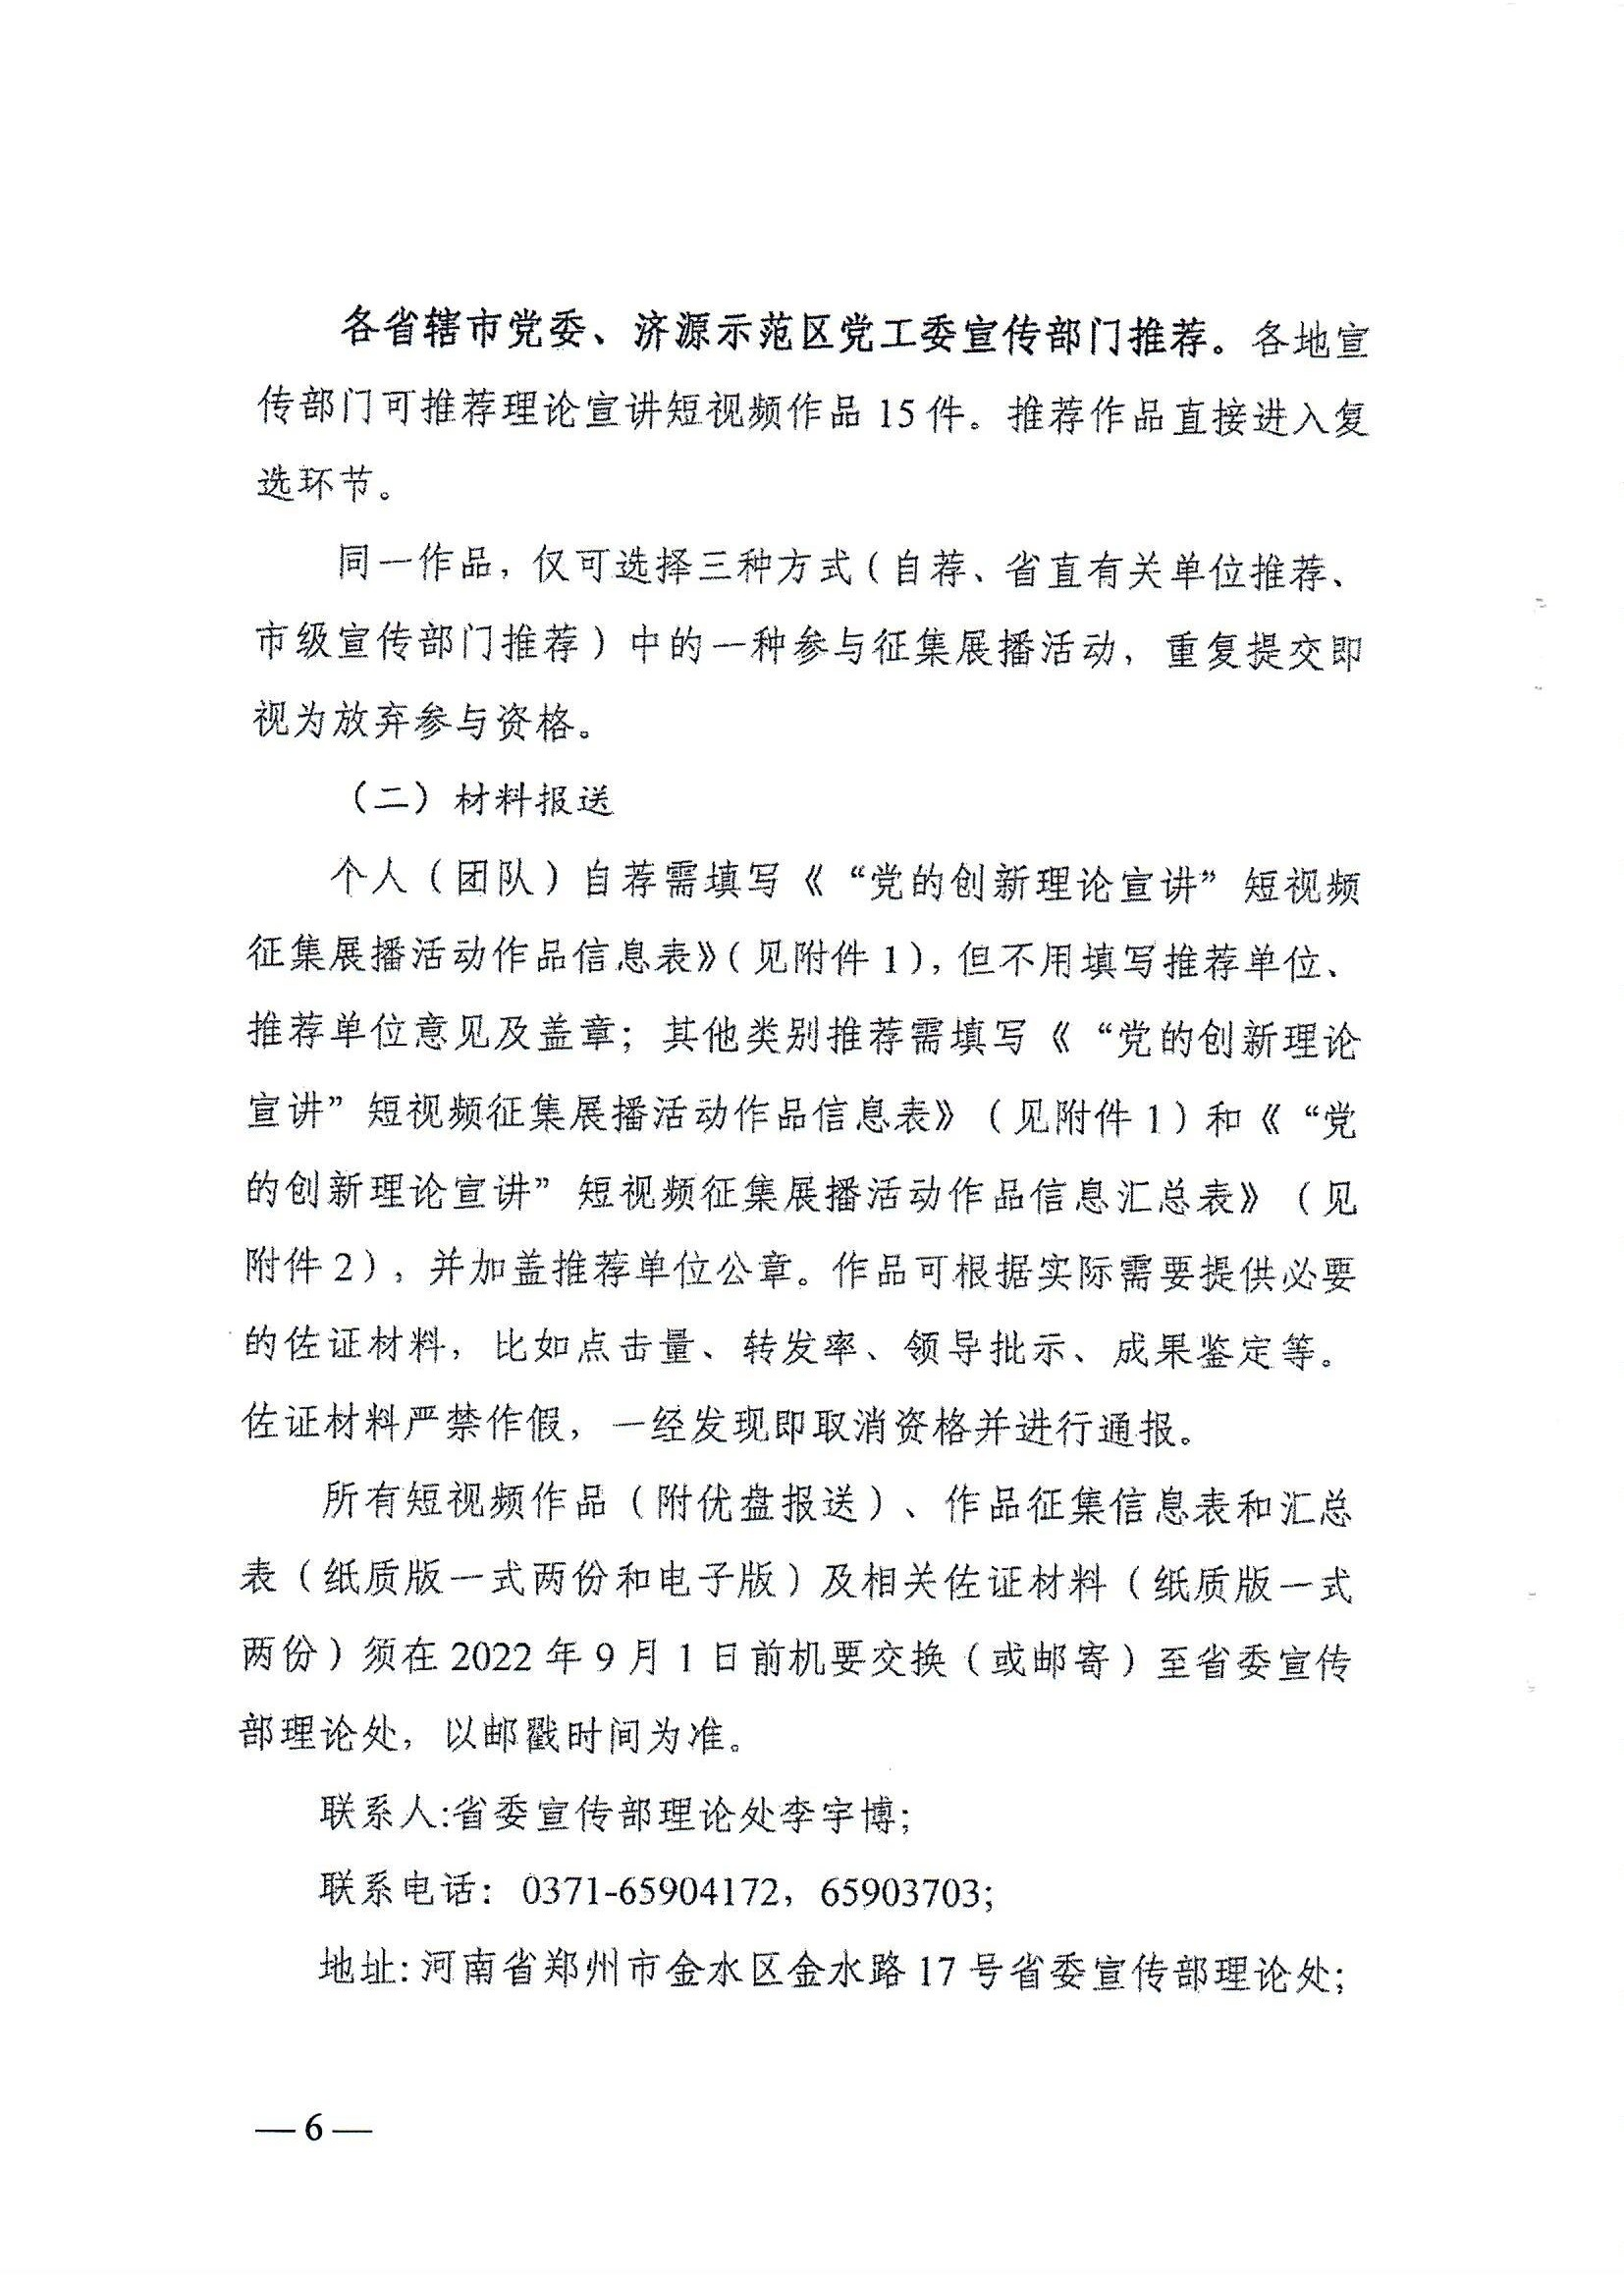 各省辖市党委、济源示范区党工委宣传部门推荐。各地宣
传部门可推荐理论宣讲短视频作品 15 件。推荐作品直接进入复
选环节。
同一作品，仅可选择三种方式（自荐、省直有关单位推荐、
市级宣传部门推荐）中的一种参与征集展播活动，重复提交即
视为放弃参与资格。
（二）材料报送
个人（团队）自荐需填写《“党的创新理论宣讲”短视频
征集展播活动作品信息表》（见附件 1），但不用填写推荐单位、
推荐单位意见及盖章；其他类别推荐需填写《“党的创新理论
宣讲”短视频征集展播活动作品信息表》（见附件 1）和《“党
的创新理论宣讲”短视频征集展播活动作品信息汇总表》（见
附件 2），并加盖推荐单位公章。作品可根据实际需要提供必要
的佐证材料，比如点击量、转发率、领导批示、成果鉴定等。
佐证材料严禁作假，一经发现即取消资格并进行通报。
所有短视频作品（附优盘报送）、作品征集信息表和汇总
表（纸质版一式两份和电子版）及相关佐证材料（纸质版一式
两份）须在 2022 年 9 月 1 日前机要交换（或邮寄）至省委宣传
部理论处，以邮戳时间为准。
联系人:省委宣传部理论处李宇博;
联系电话：0371-65904172，65903703;
地址:河南省郑州市金水区金水路 17 号省委宣传部理论处;
— 6 —